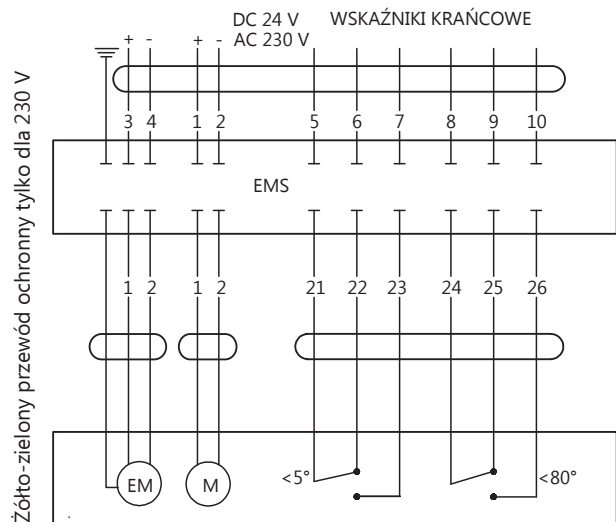 DC 24 V WSKAŹNIKI KRAŃCOWE
+ - + - AC 230 V
3 4 1 2 5 6 7 8 9 10
EMS
1 2 1 2 21 22 23 24 25 26
<5° <80°
EM M
Żółto-zielony przewód ochronny tylko dla 230 V